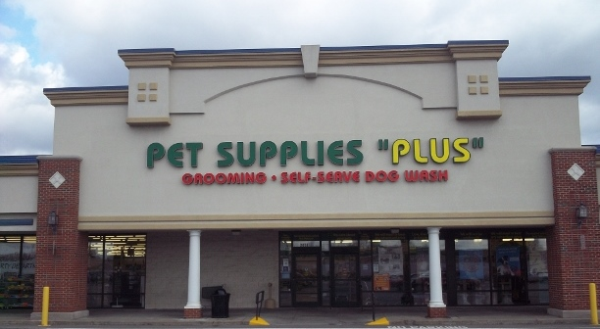 PET SUPPLIES "PLUS"
GROOMING • SELF-SERVE DOG WASH